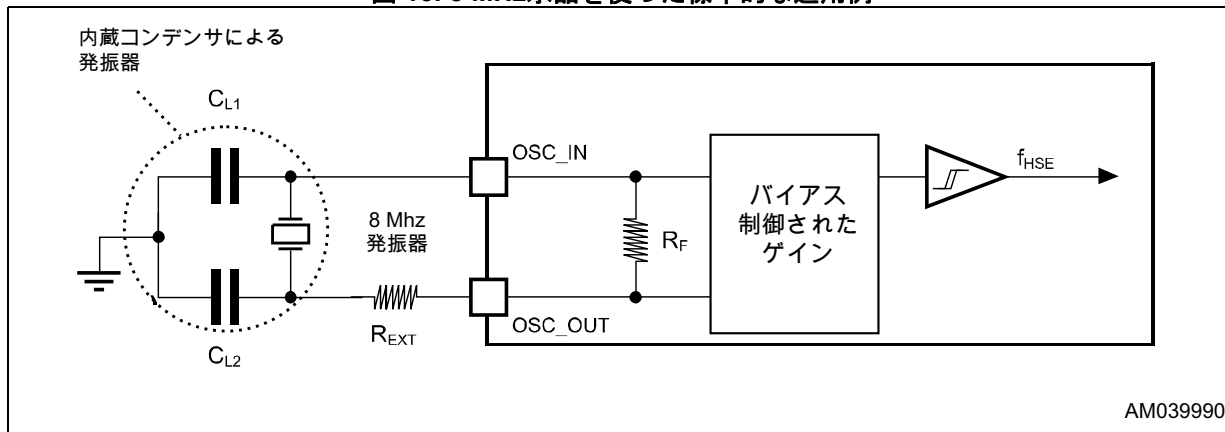 内蔵コンデンサによる
発振器
CL1
OSC_IN
fHSE
8 Mhz
発振器
RF
バイアス
制御された
ゲイン
OSC_OUT
REXT
CL2
AM039990